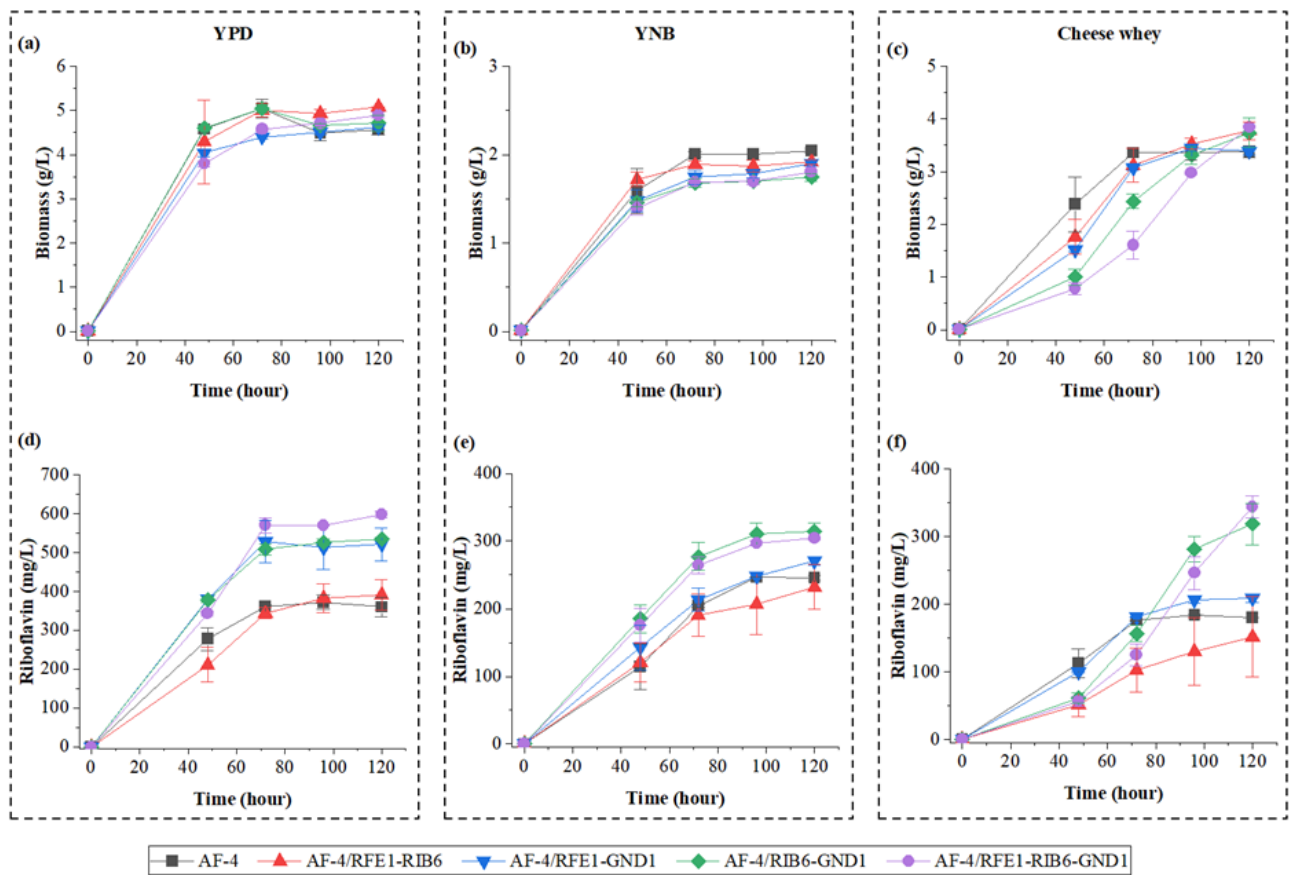 YPD
YNB
Cheese whey
(a)
(b)
(c)
6
5
4
3
2
1
0
Biomass (g/L)
0 20 40 60 80 100 120
Time (hour)
3
2
1
0
Biomass (g/L)
0 20 40 60 80 100 120
Time (hour)
5
4
3
2
1
0
Biomass (g/L)
0 20 40 60 80 100 120
Time (hour)
(d)
(e)
(f)
700
600
500
400
300
200
100
0
Riboflavin (mg/L)
0 20 40 60 80 100 120
Time (hour)
400
300
200
100
0
Riboflavin (mg/L)
0 20 40 60 80 100 120
Time (hour)
400
300
200
100
0
Riboflavin (mg/L)
0 20 40 60 80 100 120
Time (hour)
AF-4 AF-4/RFE1-RIB6 AF-4/RFE1-GND1 AF-4/RIB6-GND1 AF-4/RFE1-RIB6-GND1